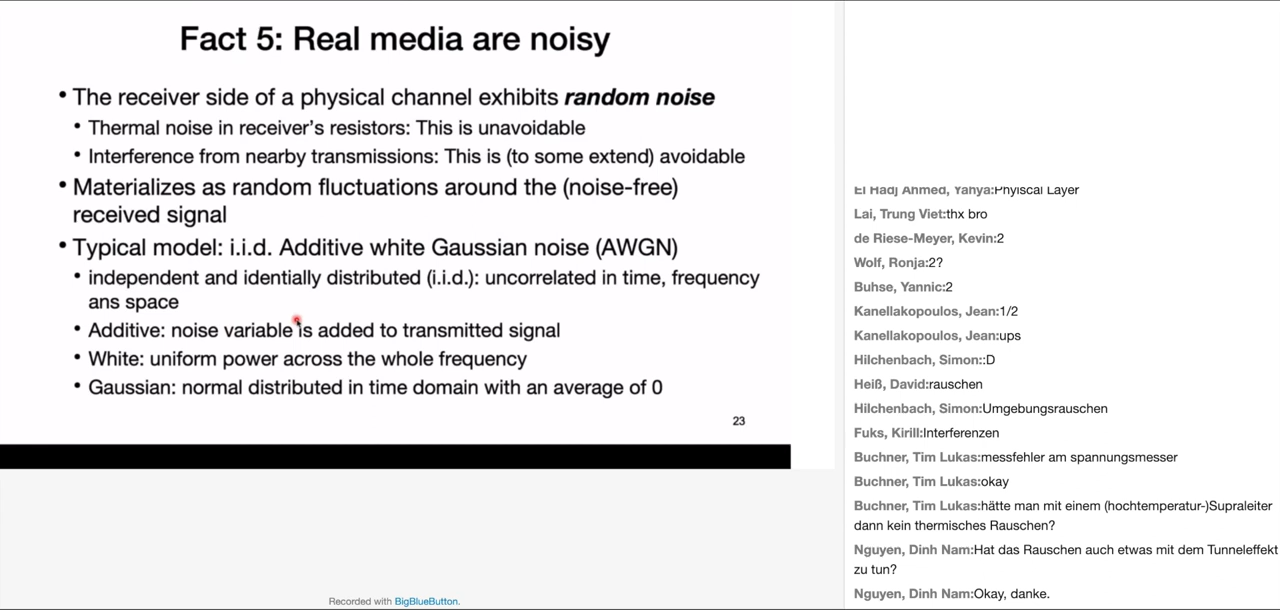 Fact 5: Real media are noisy
• The receiver side of a physical channel exhibits random noise
• Thermal noise in receiver's resistors: This is unavoidable
• Interference from nearby transmissions: This is (to some extend) avoidable
• Materializes as random fluctuations around the (noise-free)
received signal
• Typical model: i.i.d. Additive white Gaussian noise (AWGN)
• independent and identially distributed (i.i.d.): uncorrelated in time, frequency
ans space
• Additive: noise variable is added to transmitted signal
• White: uniform power across the whole frequency
• Gaussian: normal distributed in time domain with an average of 0
23
Recorded with BigBlueButton.
El Hadj Ahmed, Yahya:Phyiscal Layer
Lai, Trung Viet:thx bro
de Riese-Meyer, Kevin:2
Wolf, Ronja:2?
Buhse, Yannic:2
Kanellakopoulos, Jean:1/2
Kanellakopoulos, Jean:ups
Hilchenbach, Simon::D
Heiß, David:rauschen
Hilchenbach, Simon:Umgebungsrauschen
Fuks, Kirill:Interferenzen
Buchner, Tim Lukas:messfehler am spannungsmesser
Buchner, Tim Lukas:okay
Buchner, Tim Lukas:hätte man mit einem (hochtemperatur-)Supraleiter
dann kein thermisches Rauschen?
Nguyen, Dinh Nam:Hat das Rauschen auch etwas mit dem Tunneleffekt
zu tun?
Nguyen, Dinh Nam:Okay, danke.